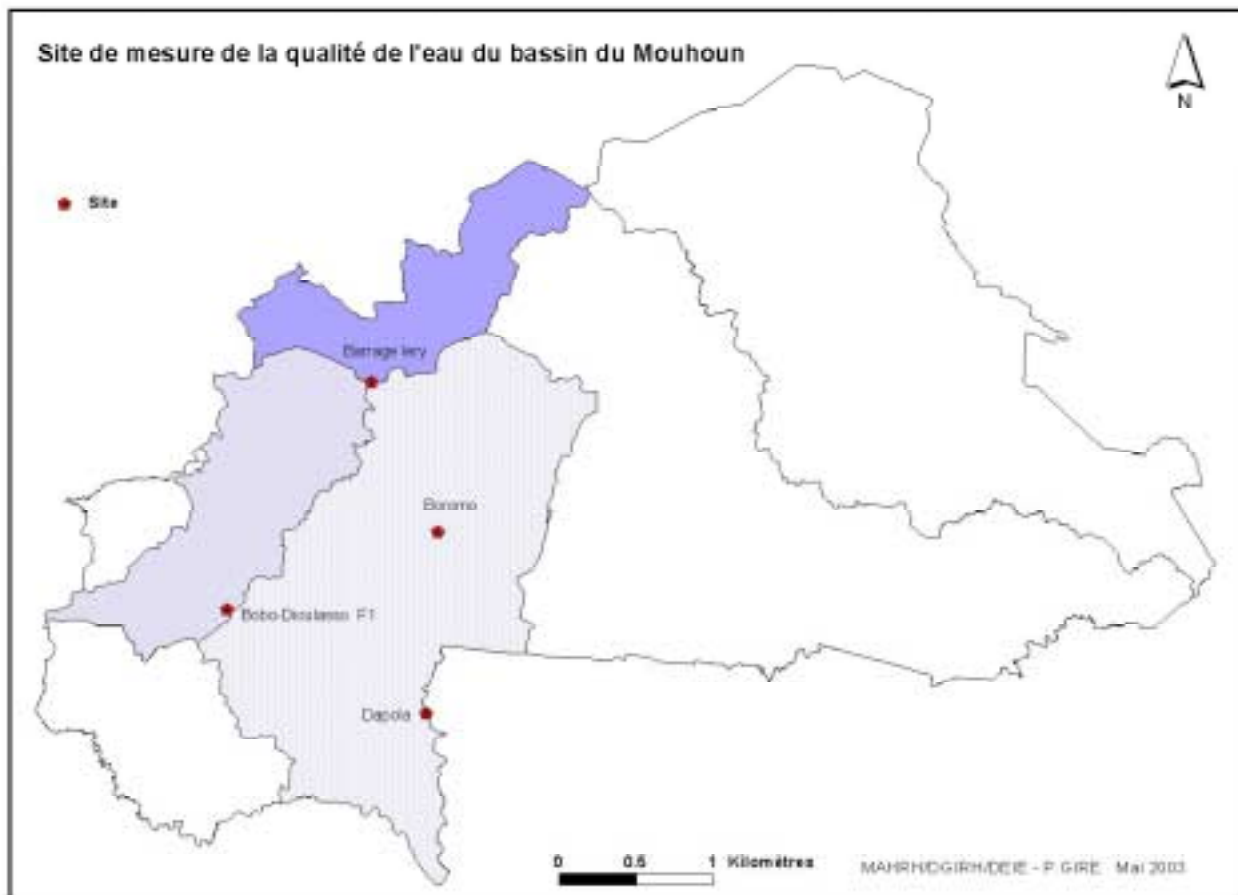 Site de mesure de la qualité de l'eau du bassin du Mouhoun
N
Site
Barrage lery
Boromo
Bobo-Dioulasso F1
Dapola
0 0.5 1 Kilomètres
MAHRH/DGIRH/DEIE - P GIRE Mai 2003